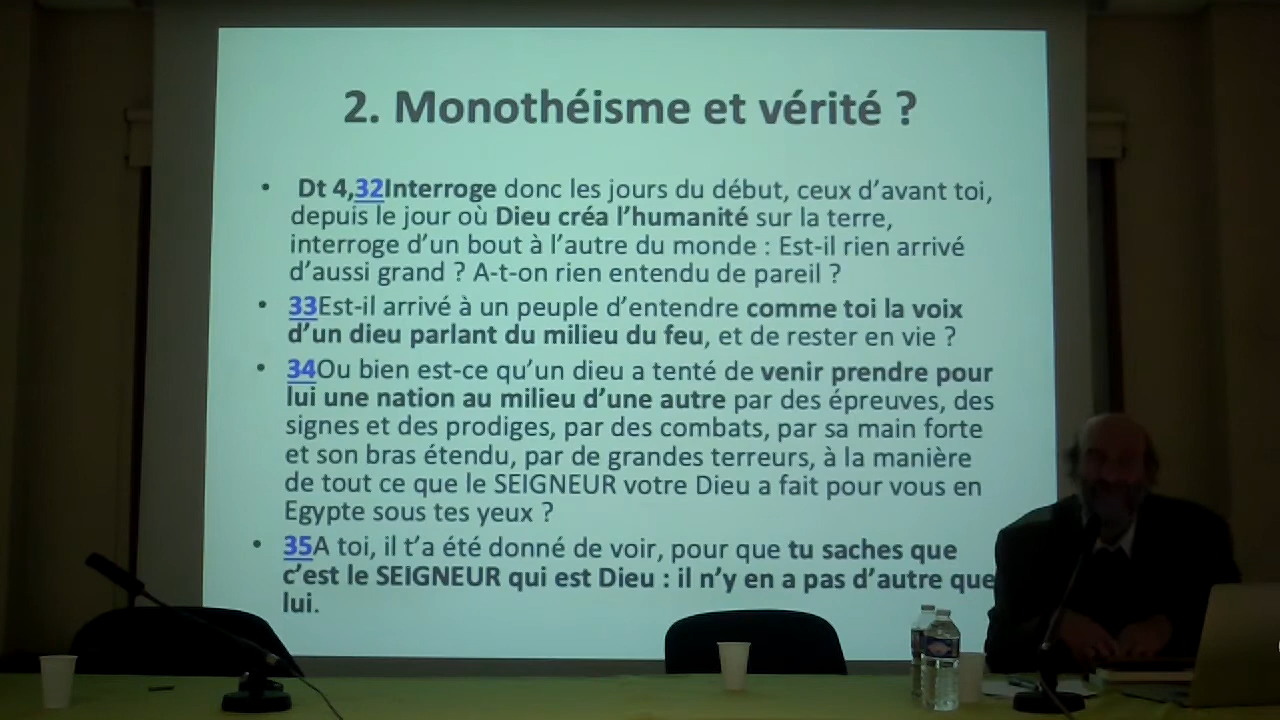 2. Monothéisme et vérité ?
• Dt 4,32Interroge donc les jours du début, ceux d’avant toi,
depuis le jour où Dieu créa l’humanité sur la terre,
interroge d’un bout à l’autre du monde : Est-il rien arrivé
d’aussi grand ? A-t-on rien entendu de pareil ?
• 33Est-il arrivé à un peuple d’entendre comme toi la voix
d’un dieu parlant du milieu du feu, et de rester en vie ?
• 34Ou bien est-ce qu’un dieu a tenté de venir prendre pour
lui une nation au milieu d’une autre par des épreuves, des
signes et des prodiges, par des combats, par sa main forte
et son bras étendu, par de grandes terreurs, à la manière
de tout ce que le SEIGNEUR votre Dieu a fait pour vous en
Egypte sous tes yeux ?
• 35A toi, il t’a été donné de voir, pour que tu saches que
c’est le SEIGNEUR qui est Dieu : il n’y en a pas d’autre que
lui.